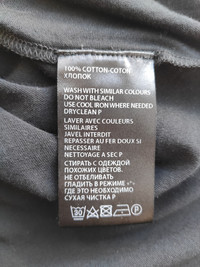 100% COTTON-COTON
ХЛОПОК
WASH WITH SIMILAR COLOURS
DO NOT BLEACH
USE COOL IRON WHERE NEEDED
DRYCLEAN P
LAVER AVEC COULEURS
SIMILAIRES
JAVEL INTERDIT
REPASSER AU FER DOUX SI
NECESSAIRE
NETTOYAGE A SEC P
СТИРАТЬ С ОДЕЖДОЙ
ПОХОЖИХ ЦВЕТОВ.
НЕ ОТБЕЛИВАТЬ
ГЛАДИТЬ В РЕЖИМЕ «•»
ГДЕ ЭТО НЕОБХОДИМО
СУХАЯ ЧИСТКА P
30 P